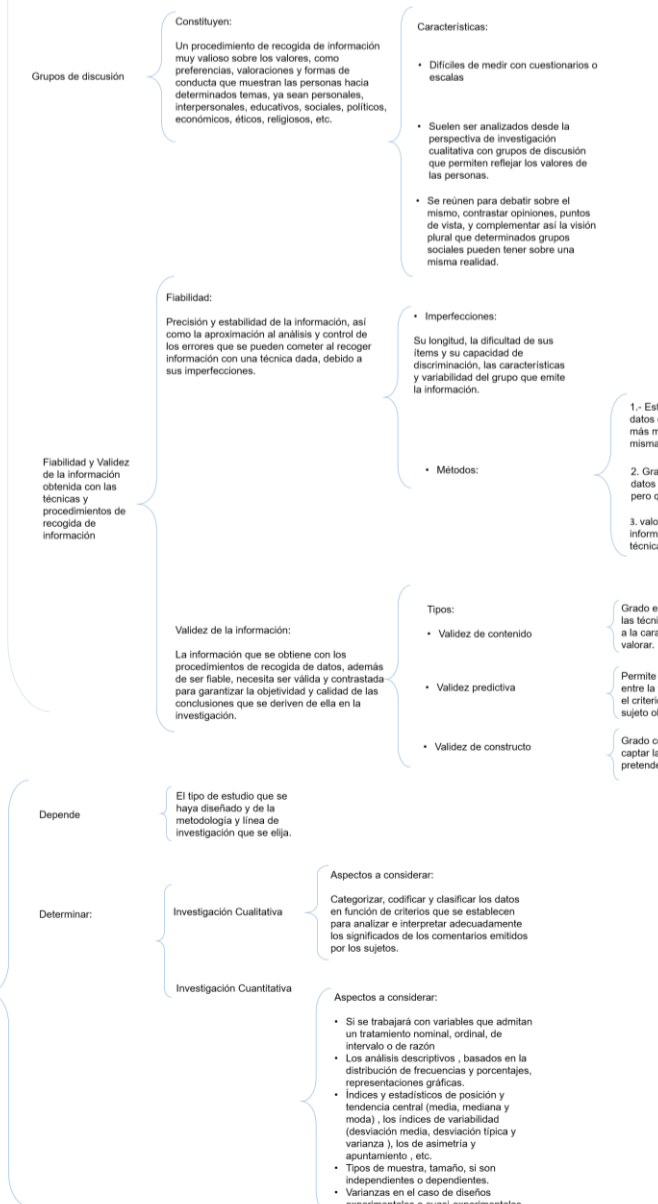 Grupos de discusión
Constituyen:
Un procedimiento de recogida de información
muy valioso sobre los valores, como
preferencias, valoraciones y formas de
conducta que muestran las personas hacia
determinados temas, ya sean personales,
interpersonales, educativos, sociales, políticos,
económicos, éticos, religiosos, etc.
Características:
• Difíciles de medir con cuestionarios o
escalas
• Suelen ser analizados desde la
perspectiva de investigación
cualitativa con grupos de discusión
que permiten reflejar los valores de
las personas.
• Se reúnen para debatir sobre el
mismo, contrastar opiniones, puntos
de vista, y complementar así la visión
plural que determinados grupos
sociales pueden tener sobre una
misma realidad.
Fiabilidad y Validez
de la información
obtenida con las
técnicas y
procedimientos de
recogida de
información
Fiabilidad:
Precisión y estabilidad de la información, así
como la aproximación al análisis y control de
los errores que se pueden cometer al recoger
información con una técnica dada, debido a
sus imperfecciones.
• Imperfecciones:
Su longitud, la dificultad de sus
ítems y su capacidad de
discriminación, las características
y variabilidad del grupo que emite
la información.
• Métodos:
1.- Est
datos
más m
misma
2. Gra
datos
pero q
3. valo
inform
técnica
Validez de la información:
La información que se obtiene con los
procedimientos de recogida de datos, además
de ser fiable, necesita ser válida y contrastada
para garantizar la objetividad y calidad de las
conclusiones que se deriven de ella en la
investigación.
Tipos:
• Validez de contenido
Grado e
las técni
a la cara
valorar.
• Validez predictiva
Permite
entre la
el criterio
sujeto ob
• Validez de constructo
Grado co
captar la
pretende
Depende
El tipo de estudio que se
haya diseñado y de la
metodología y línea de
investigación que se elija.
Determinar:
Investigación Cualitativa
Aspectos a considerar:
Categorizar, codificar y clasificar los datos
en función de criterios que se establecen
para analizar e interpretar adecuadamente
los significados de los comentarios emitidos
por los sujetos.
Investigación Cuantitativa
Aspectos a considerar:
• Si se trabajará con variables que admitan
un tratamiento nominal, ordinal, de
intervalo o de razón
• Los análisis descriptivos , basados en la
distribución de frecuencias y porcentajes,
representaciones gráficas.
• Índices y estadísticos de posición y
tendencia central (media, mediana y
moda) , los índices de variabilidad
(desviación media, desviación típica y
varianza ), los de asimetría y
apuntamiento , etc.
• Tipos de muestra, tamaño, si son
independientes o dependientes.
• Varianzas en el caso de diseños
experimentales o cuasi experimentales